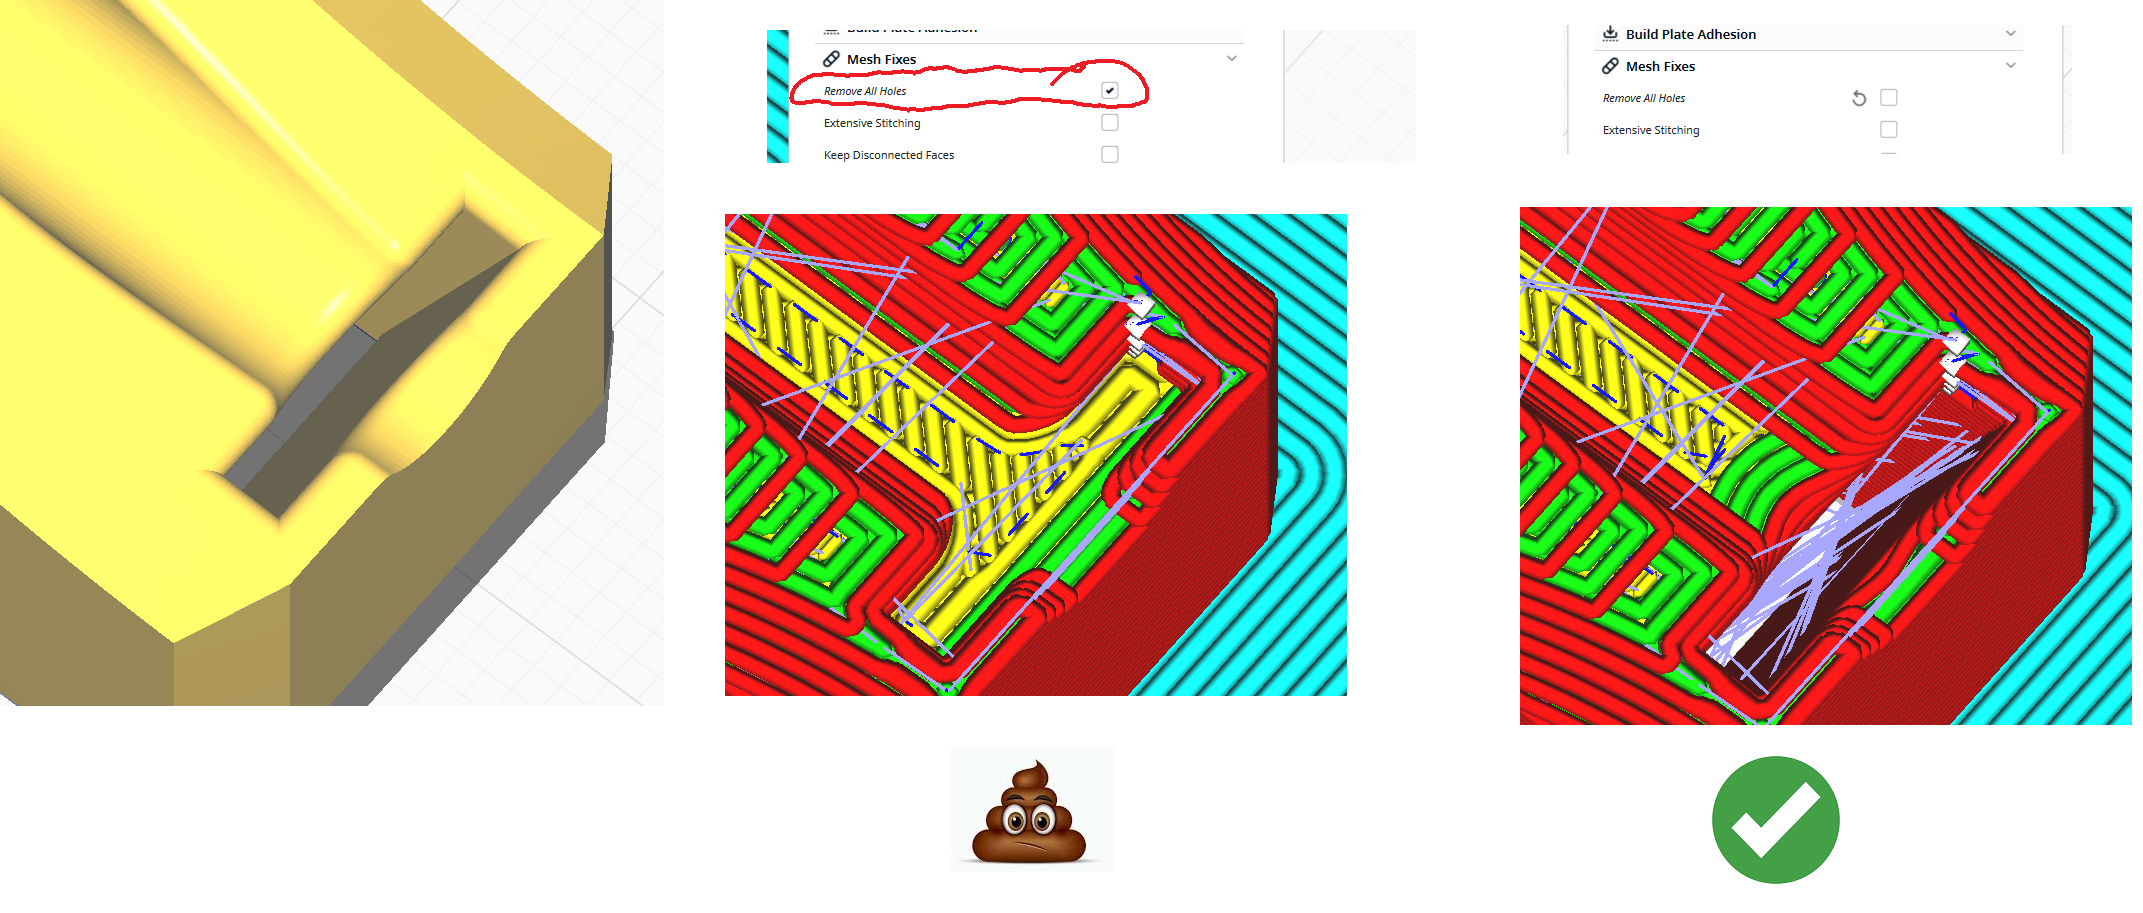 Build Plate Adhesion
Mesh Fixes
Remove All Holes
Extensive Stitching
Keep Disconnected Faces
Build Plate Adhesion
Mesh Fixes
Remove All Holes
Extensive Stitching